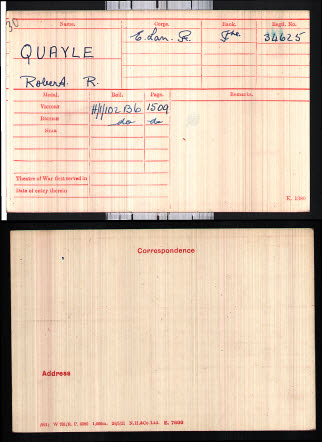 30
Name. Corps. Rank. Regtl. No.
QUAYLE E. Lan. R. Pte. 34625
Robert. R.
Medal. Roll. Page. Remarks.
Victory H/1/102 B6 1509
British do do
Star
Theatre of War first served in
Date of entry therein
K. 1380
Correspondence
Address